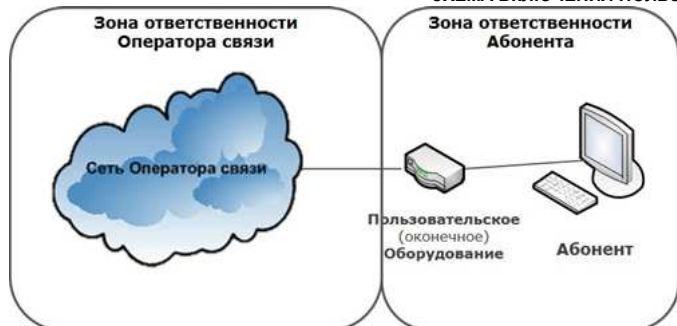 Зона ответственности
Оператора связи
Зона ответственности
Абонента
Сеть Оператора связи
Пользовательское
(оконечное)
Оборудование
Абонент